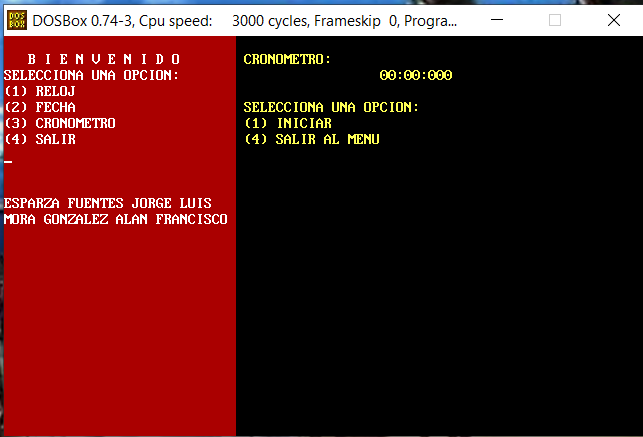 DOS
BOX
DOSBox 0.74-3, Cpu speed: 3000 cycles, Frameskip 0, Progra...
B I E N V E N I D O
SELECCIONA UNA OPCION:
(1) RELOJ
(2) FECHA
(3) CRONOMETRO
(4) SALIR
ESPARZA FUENTES JORGE LUIS
MORA GONZALEZ ALAN FRANCISCO
CRONOMETRO:
00:00:000
SELECCIONA UNA OPCION:
(1) INICIAR
(4) SALIR AL MENU